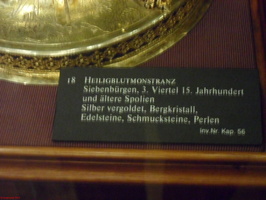 18 HEILIGBLUTMONSTRANZ
Siebenbürgen, 3. Viertel 15. Jahrhundert
und ältere Spolien
Silber vergoldet, Bergkristall,
Edelsteine, Schmucksteine, Perlen
Inv.Nr. Kap. 56